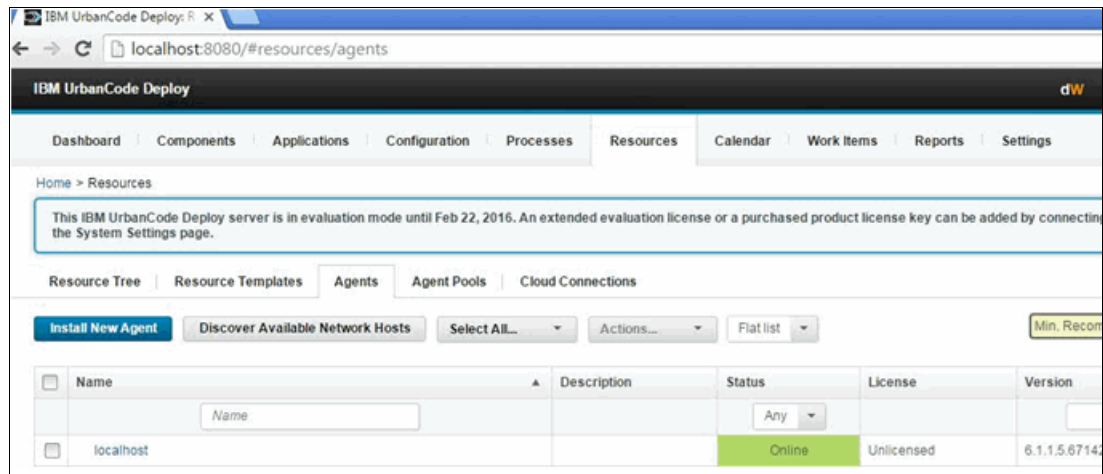 IBM UrbanCode Deploy: R
localhost:8080/#resources/agents
IBM UrbanCode Deploy dW
Dashboard Components Applications Configuration Processes Resources Calendar Work Items Reports Settings
Home > Resources
This IBM UrbanCode Deploy server is in evaluation mode until Feb 22, 2016. An extended evaluation license or a purchased product license key can be added by connecting
the System Settings page.
Resource Tree Resource Templates Agents Agent Pools Cloud Connections
Install New Agent Discover Available Network Hosts Select All... Actions... Flat list Min. Recom
Name Description Status License Version
Name Any
localhost Online Unlicensed 6.1.1.5.67142